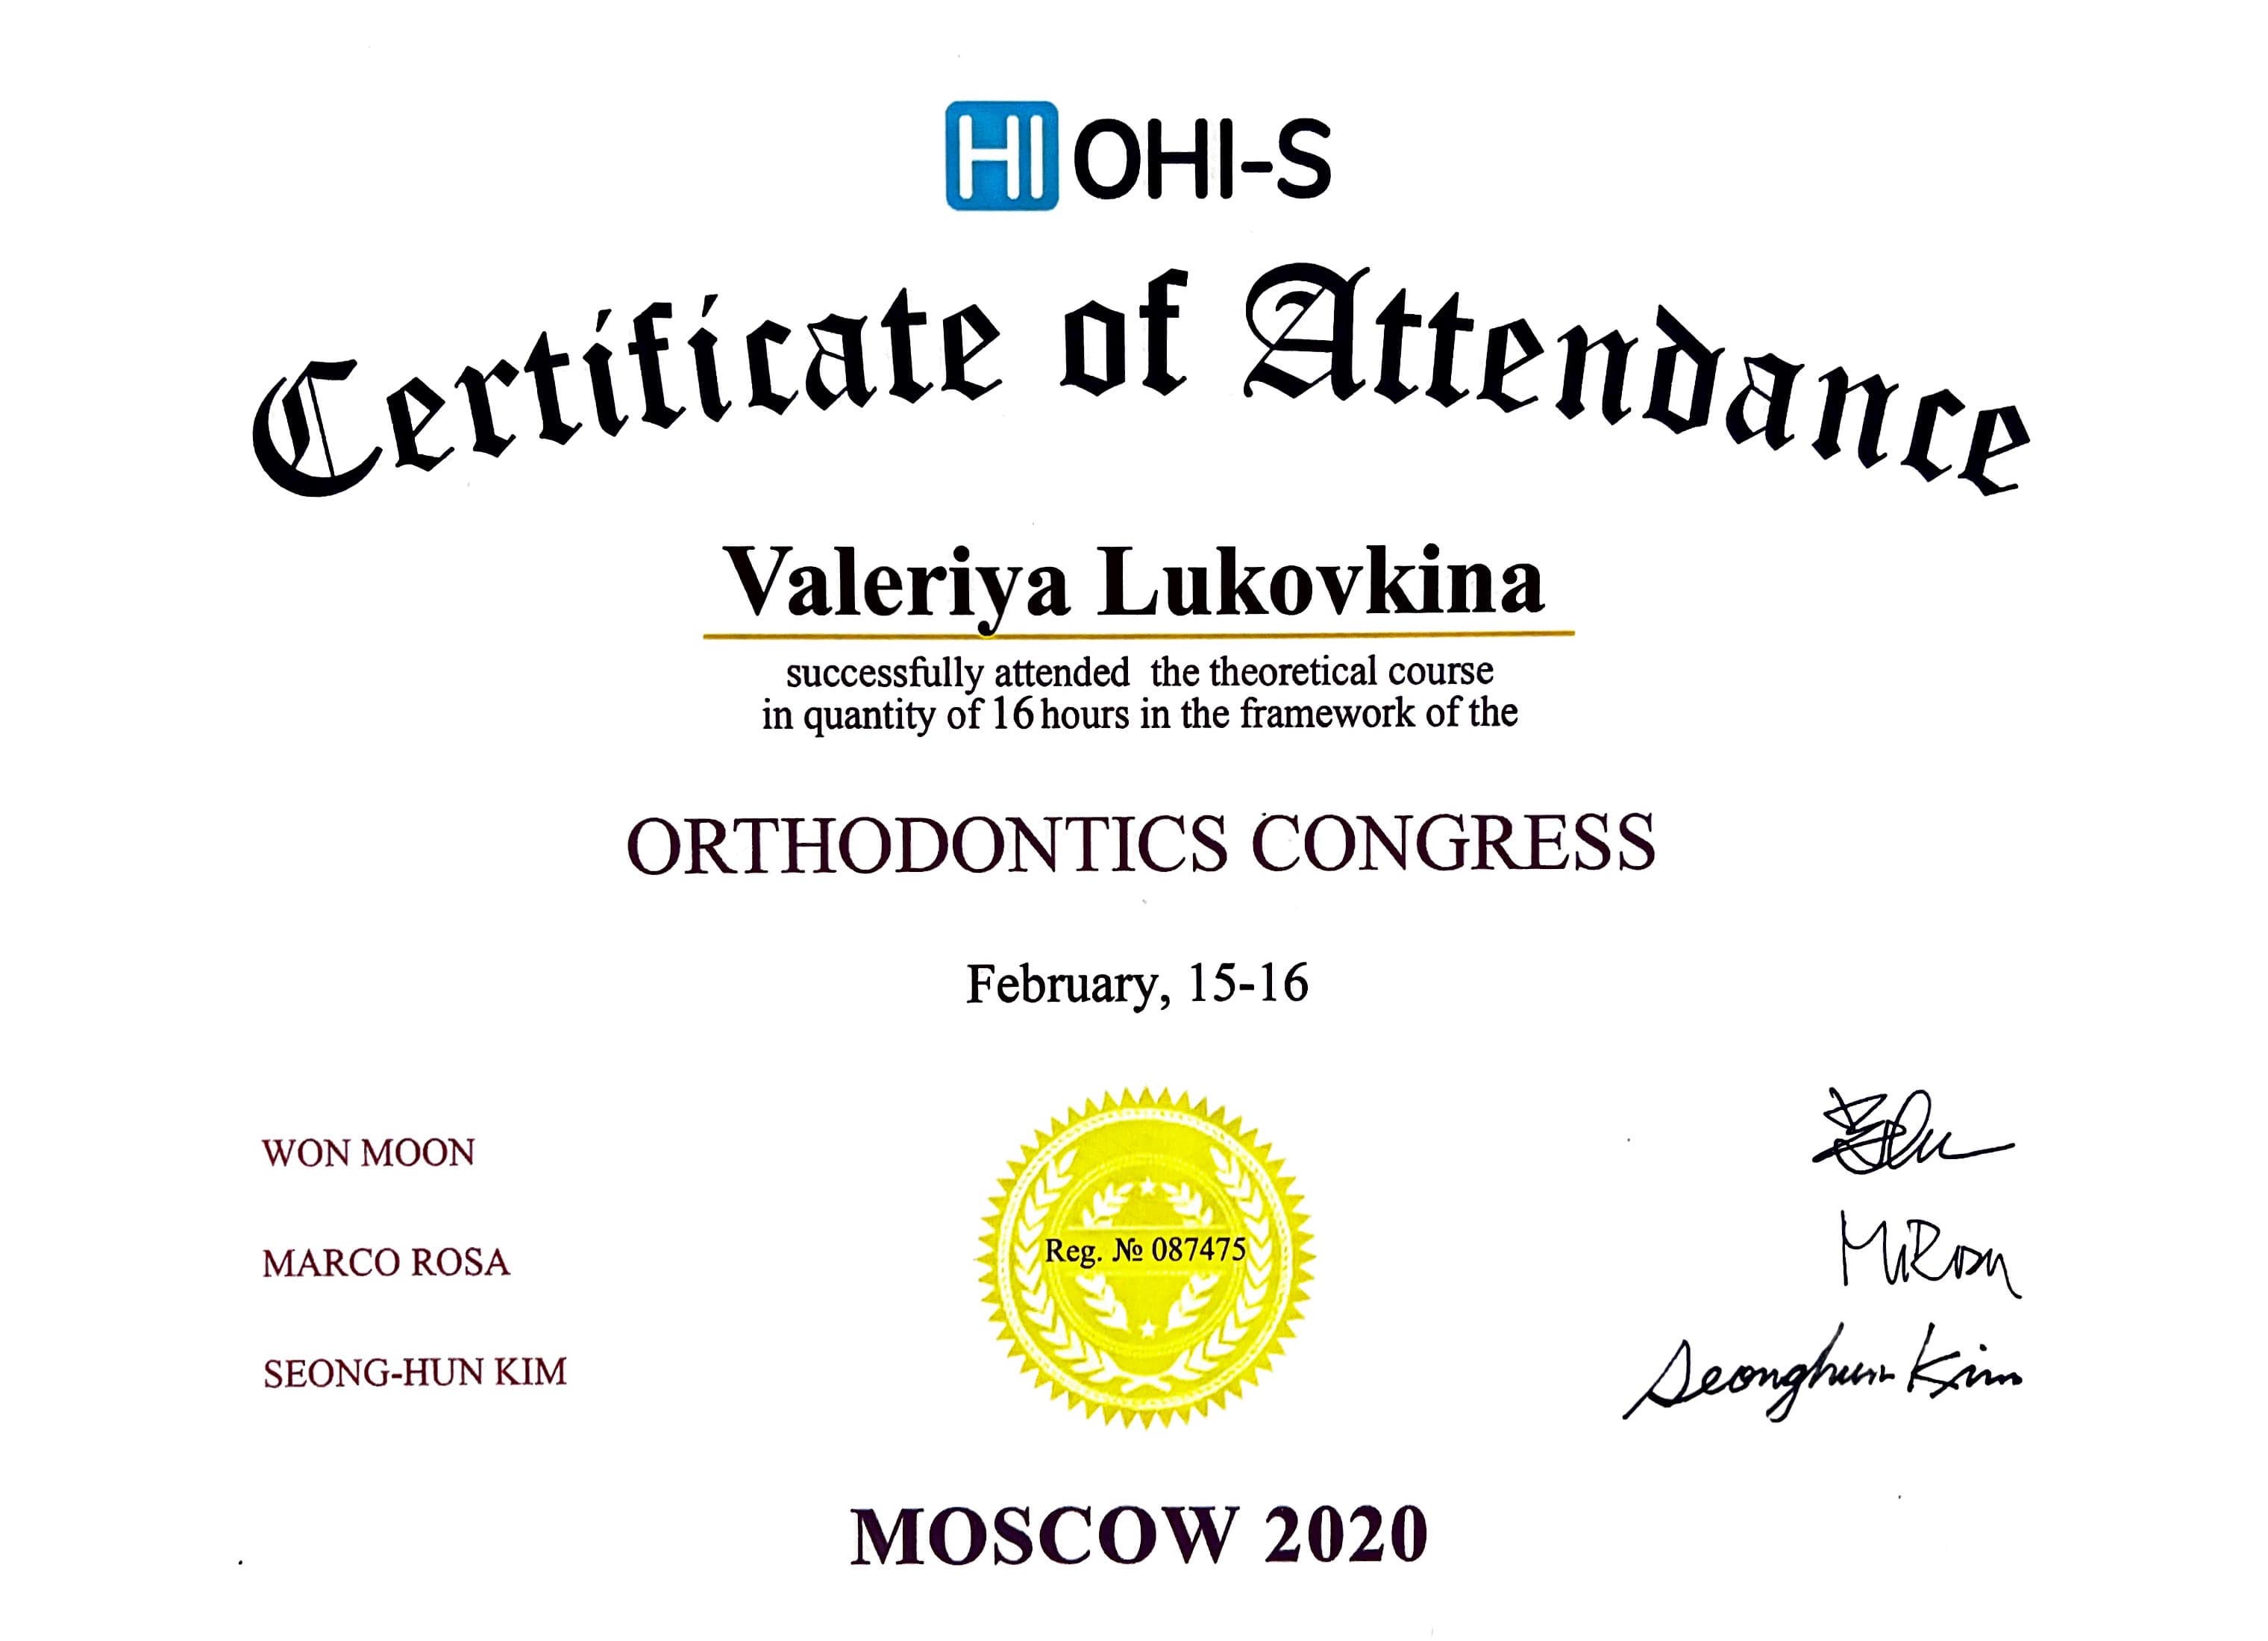 HI OHI-S
Certificate of Attendance
Valeriya Lukovkina
successfully attended the theoretical course
in quantity of 16 hours in the framework of the
ORTHODONTICS CONGRESS
February, 15-16
WON MOON
MARCO ROSA
Reg. № 087475
SEONG-HUN KIM
Seonghun Kim
MOSCOW 2020